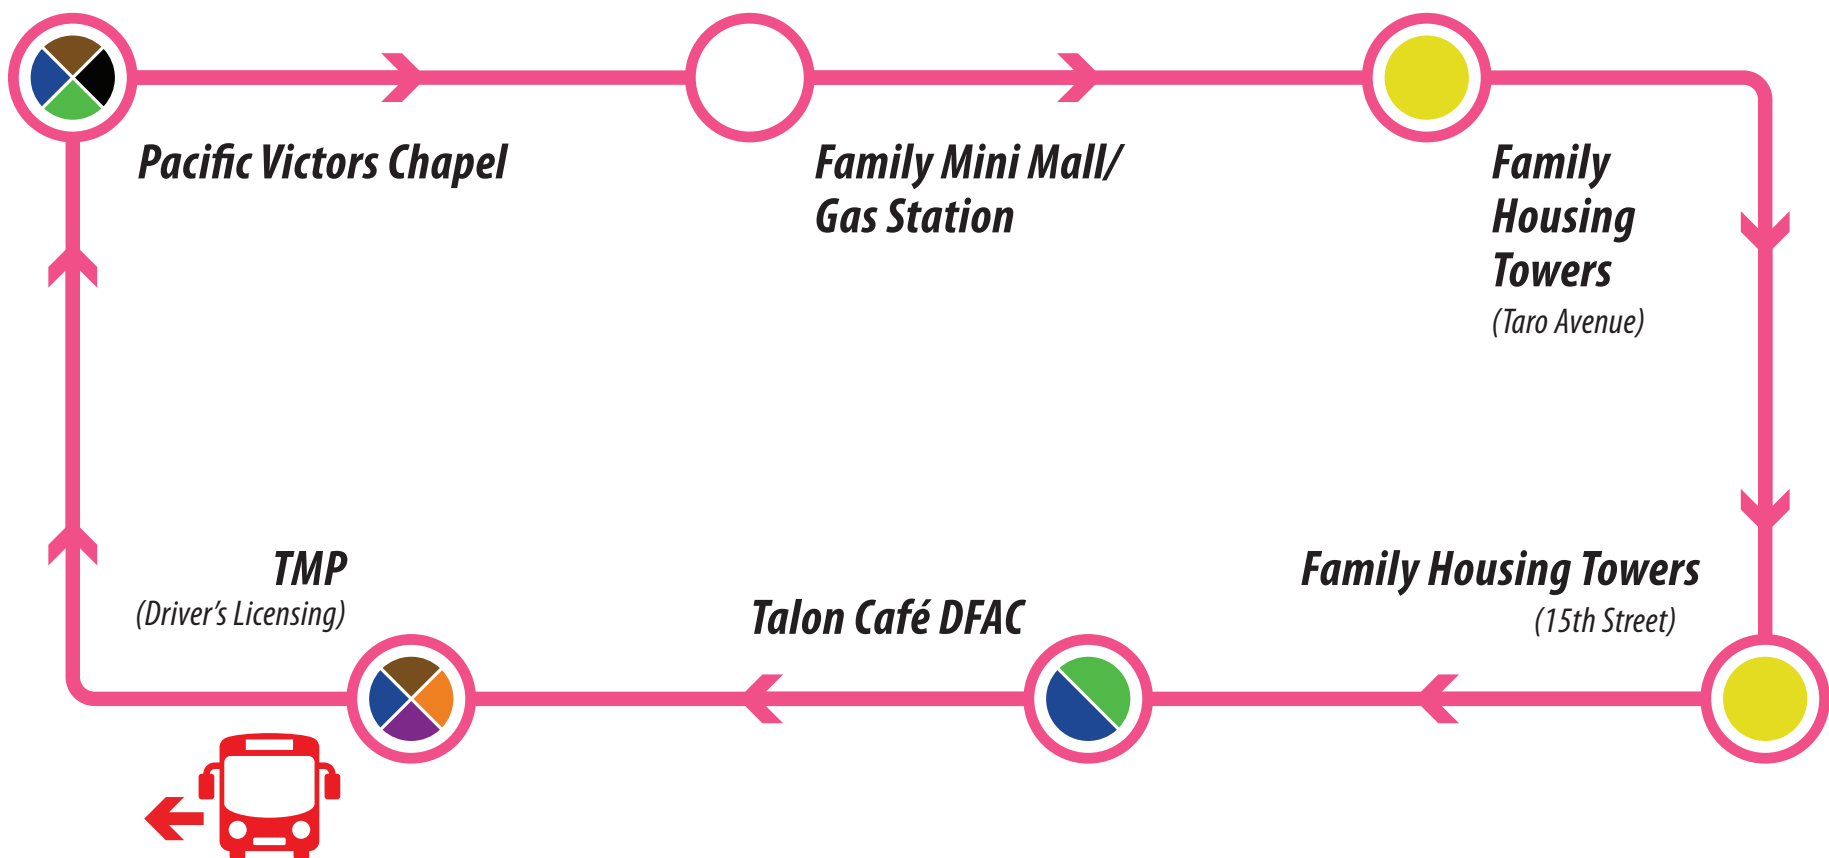 Pacific Victors Chapel
Family Mini Mall/
Gas Station
Family
Housing
Towers
(Taro Avenue)
TMP
(Driver’s Licensing)
Talon Café DFAC
Family Housing Towers
(15th Street)